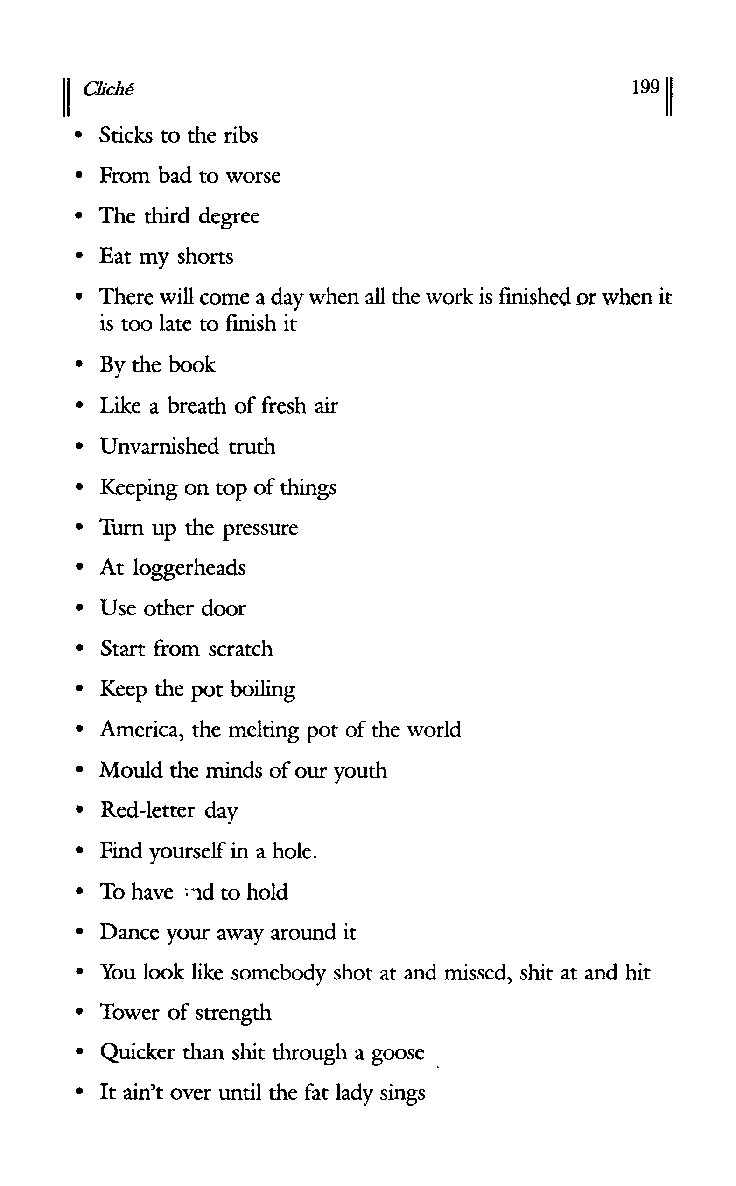 Cliché 199
• Sticks to the ribs
• From bad to worse
• The third degree
• Eat my shorts
• There will come a day when all the work is finished or when it
is too late to finish it
• By the book
• Like a breath of fresh air
• Unvarnished truth
• Keeping on top of things
• Turn up the pressure
• At loggerheads
• Use other door
• Start from scratch
• Keep the pot boiling
• America, the melting pot of the world
• Mould the minds of our youth
• Red-letter day
• Find yourself in a hole.
• To have and to hold
• Dance your away around it
• You look like somebody shot at and missed, shit at and hit
• Tower of strength
• Quicker than shit through a goose
• It ain't over until the fat lady sings